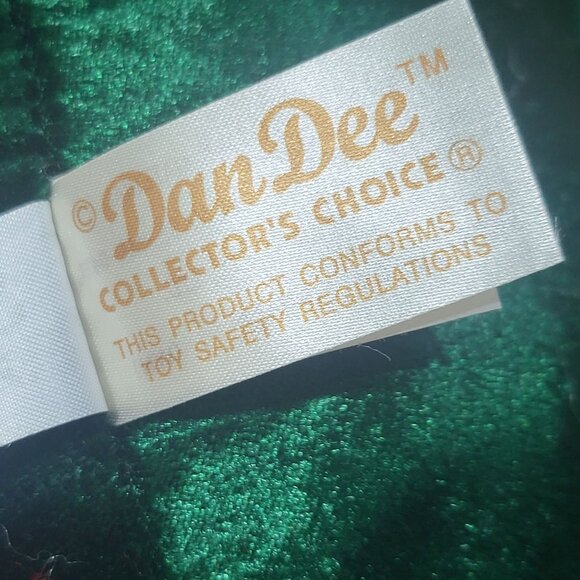 © Dan Dee™
COLLECTOR'S CHOICE®
THIS PRODUCT CONFORMS TO
TOY SAFETY REGULATIONS